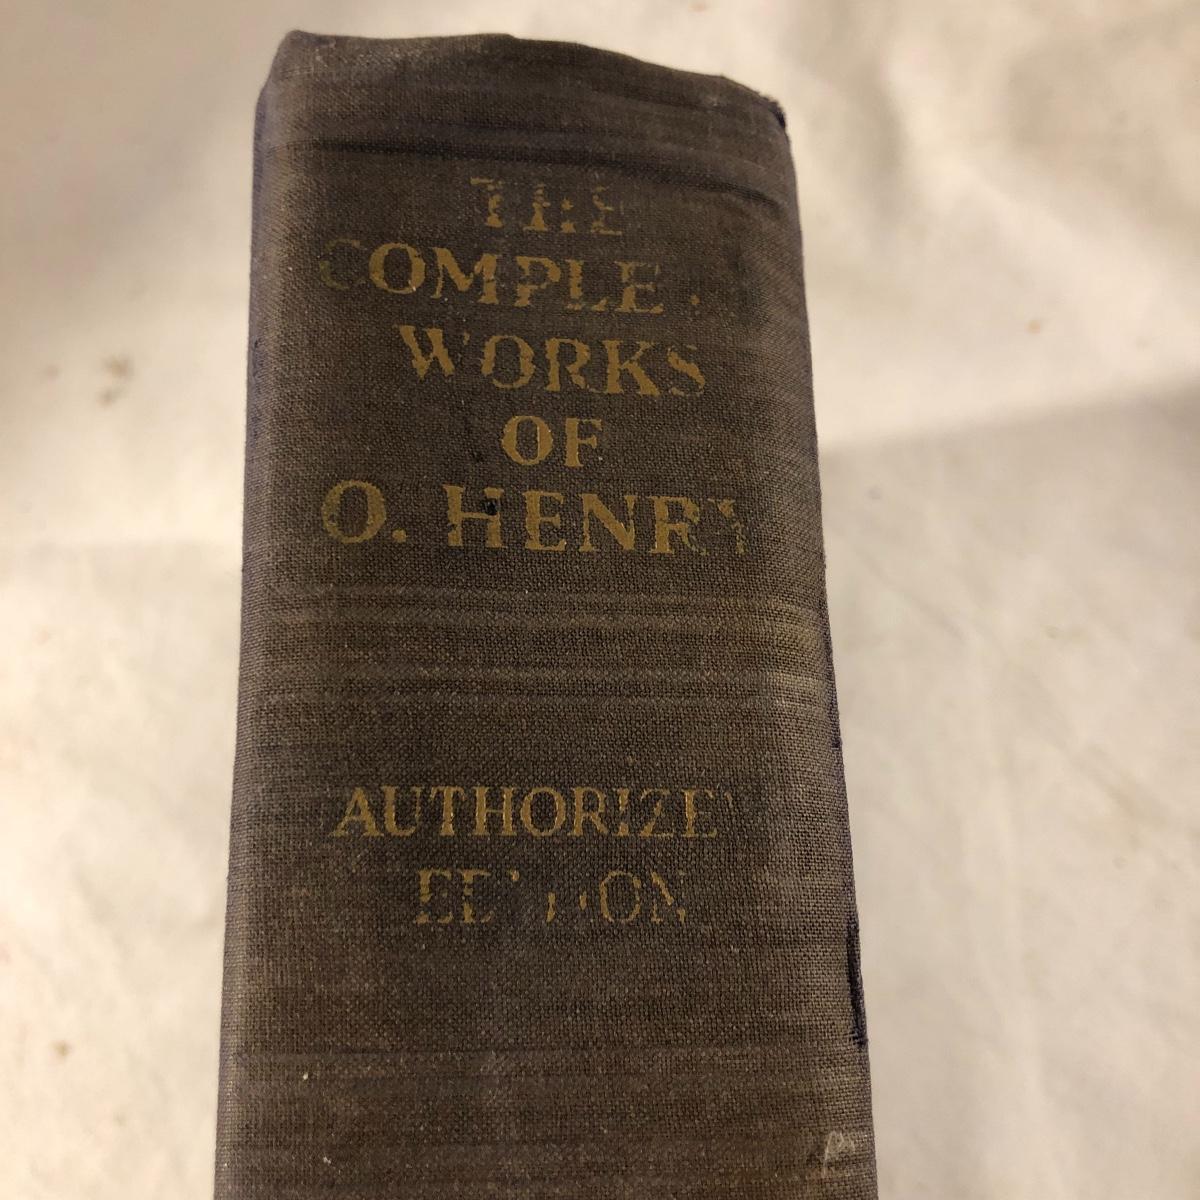 THE
COMPLETE
WORKS
OF
O. HENRY
AUTHORIZED
EDITION